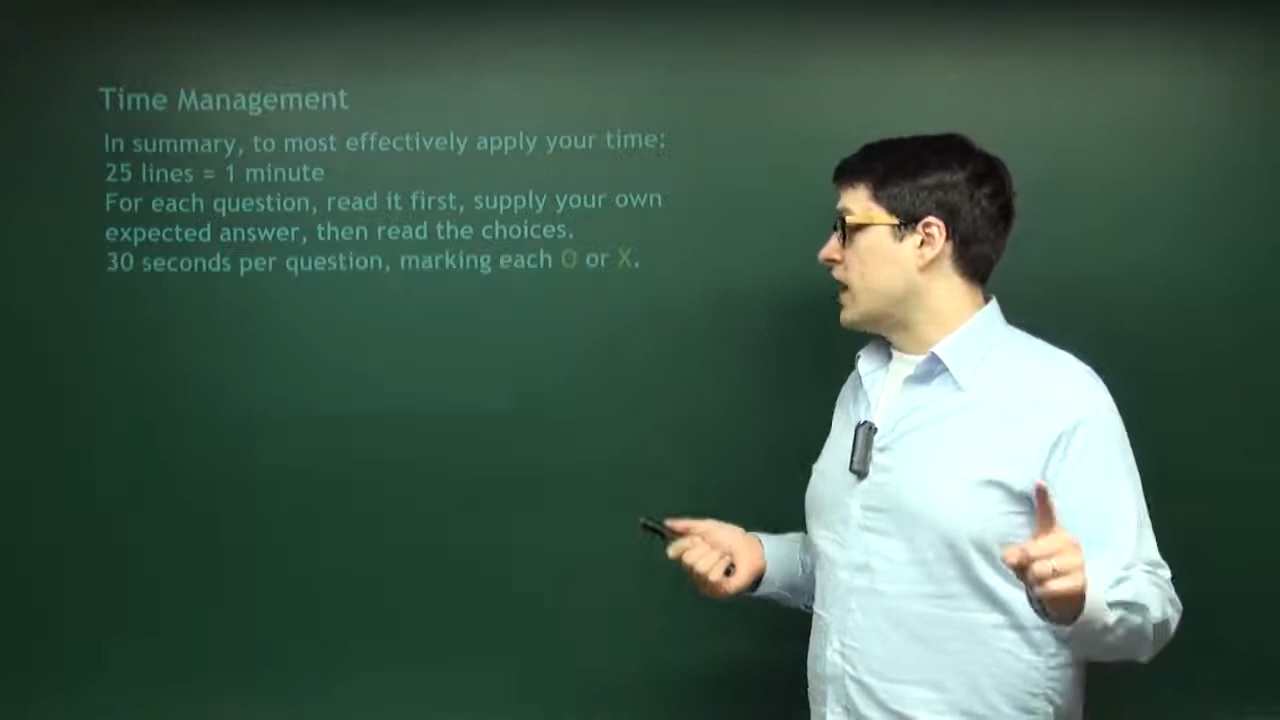 Time Management
In summary, to most effectively apply your time:
25 lines = 1 minute
For each question, read it first, supply your own
expected answer, then read the choices.
30 seconds per question, marking each O or X.